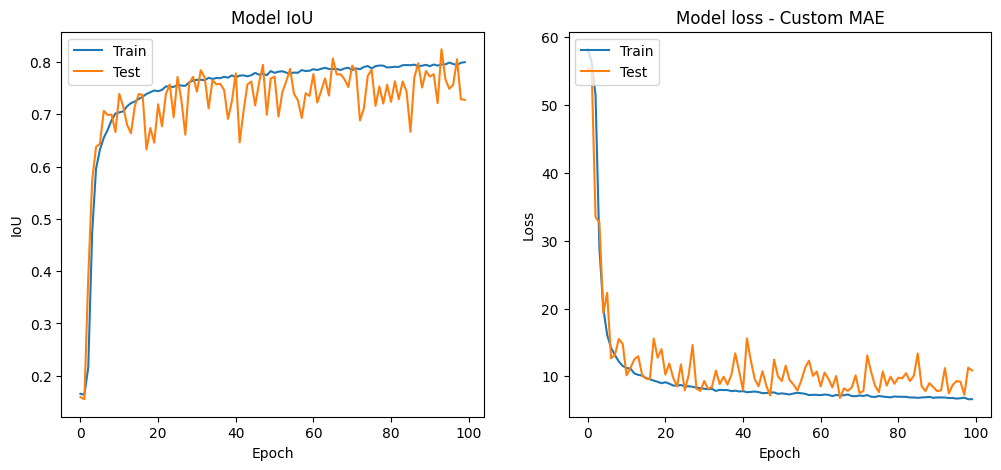 Model IoU
Train
Test
0.8
0.7
0.6
0.5
0.4
0.3
0.2
IoU
0 20 40 60 80 100
Epoch
Model loss - Custom MAE
Train
Test
60
50
40
30
20
10
Loss
0 20 40 60 80 100
Epoch